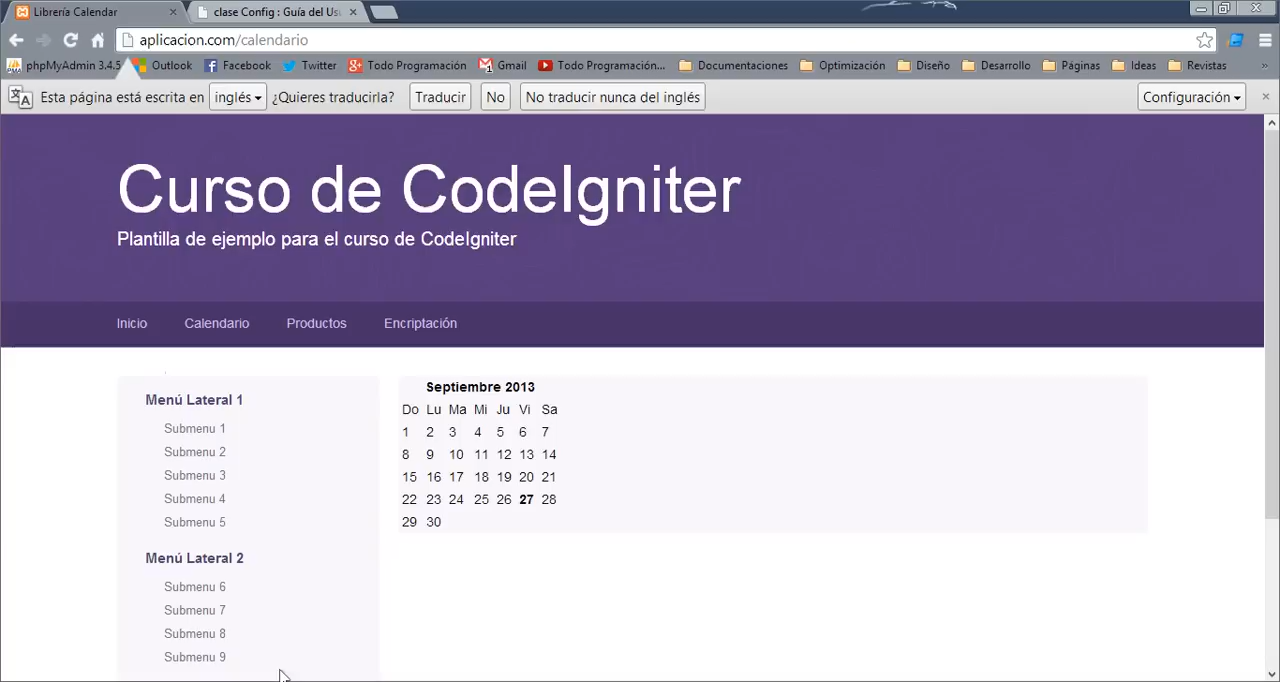 Librería Calendar
clase Config : Guía del Us
aplicacion.com/calendario
phpMyAdmin 3.4.5
Outlook
Facebook
Twitter
Todo Programación
Gmail
Todo Programación...
Documentaciones
Optimización
Diseño
Desarrollo
Páginas
Ideas
Revistas
»
Esta página está escrita en inglés ¿Quieres traducirla? Traducir No No traducir nunca del inglés Configuración
Curso de CodeIgniter
Plantilla de ejemplo para el curso de CodeIgniter
Inicio Calendario Productos Encriptación
Menú Lateral 1
Submenu 1
Submenu 2
Submenu 3
Submenu 4
Submenu 5
Menú Lateral 2
Submenu 6
Submenu 7
Submenu 8
Submenu 9
Septiembre 2013
Do Lu Ma Mi Ju Vi Sa
1 2 3 4 5 6 7
8 9 10 11 12 13 14
15 16 17 18 19 20 21
22 23 24 25 26 27 28
29 30